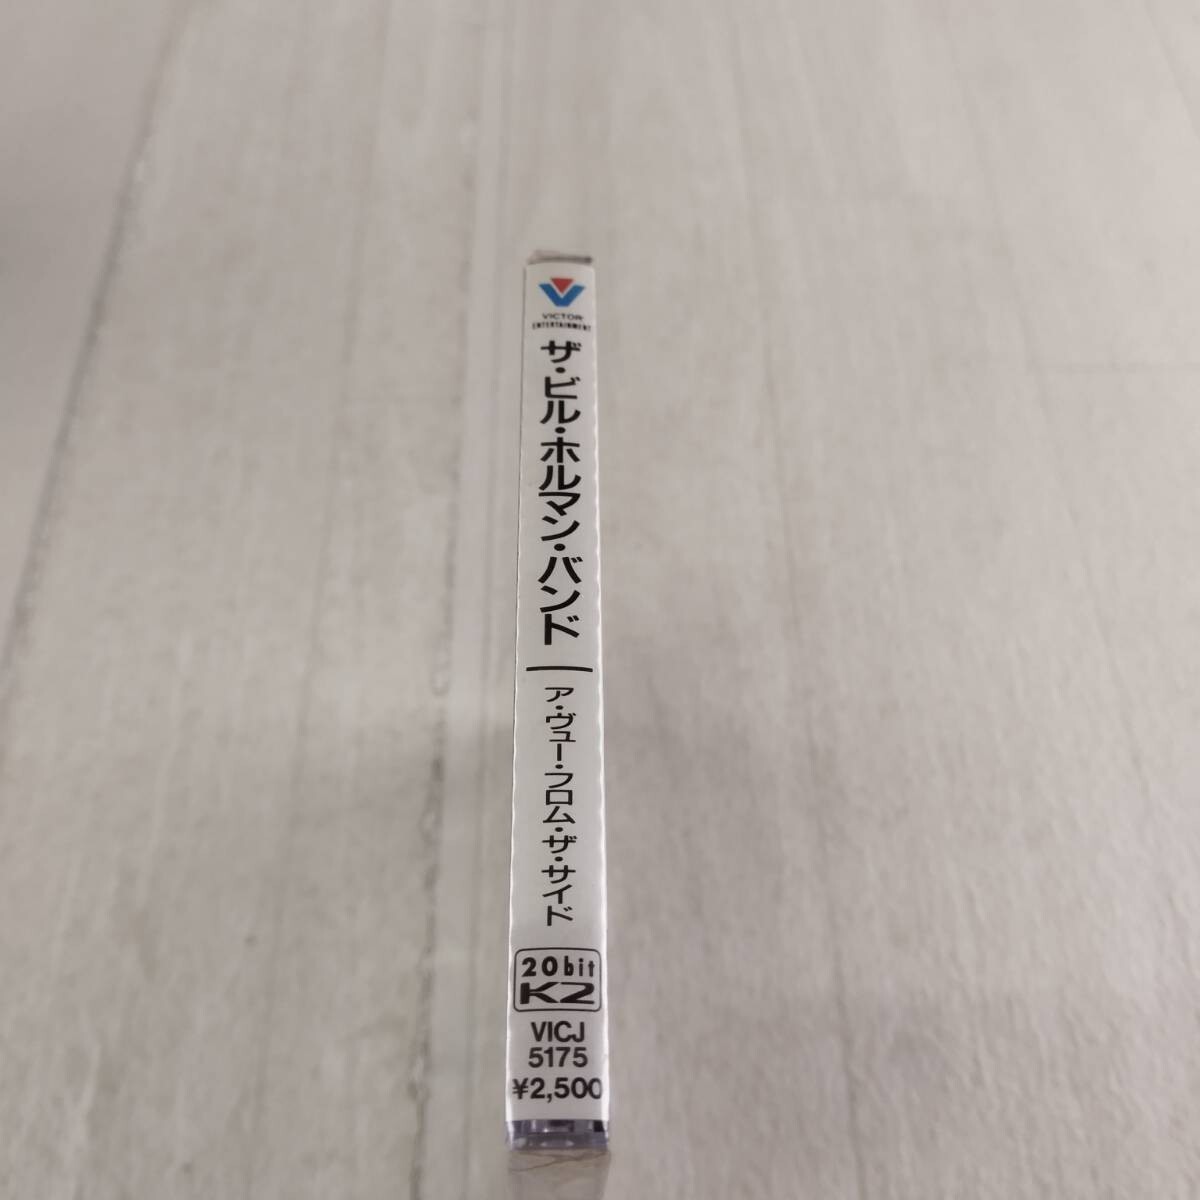 VICTOR
ENTERTAINMENT
ザ・ビル・ホルマン・バンド
ア・ヴュー・フロム・ザ・サイド
20bit
K2
VICJ
5175
¥2,500